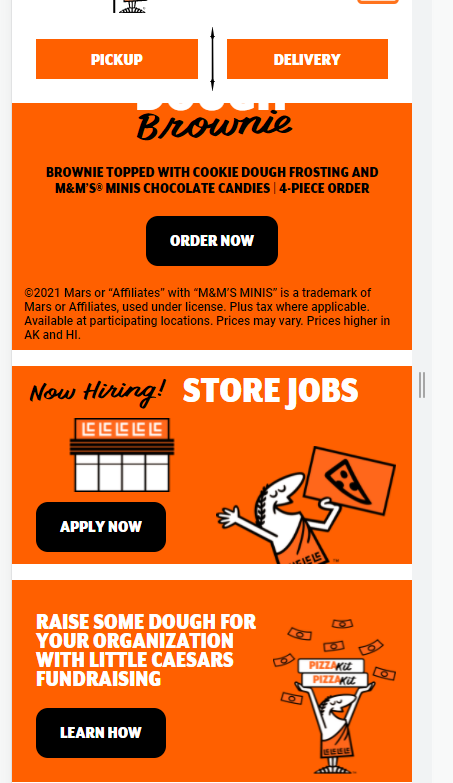 PICKUP
DELIVERY
DOUGH
Brownie
BROWNIE TOPPED WITH COOKIE DOUGH FROSTING AND
M&M'S® MINIS CHOCOLATE CANDIES | 4-PIECE ORDER
ORDER NOW
©2021 Mars or “Affiliates” with “M&M’S MINIS” is a trademark of
Mars or Affiliates, used under license. Plus tax where applicable.
Available at participating locations. Prices may vary. Prices higher in
AK and HI.
Now Hiring! STORE JOBS
APPLY NOW
RAISE SOME DOUGH FOR
YOUR ORGANIZATION
WITH LITTLE CAESARS
FUNDRAISING
PIZZA Kit
PIZZA Kit
LEARN HOW